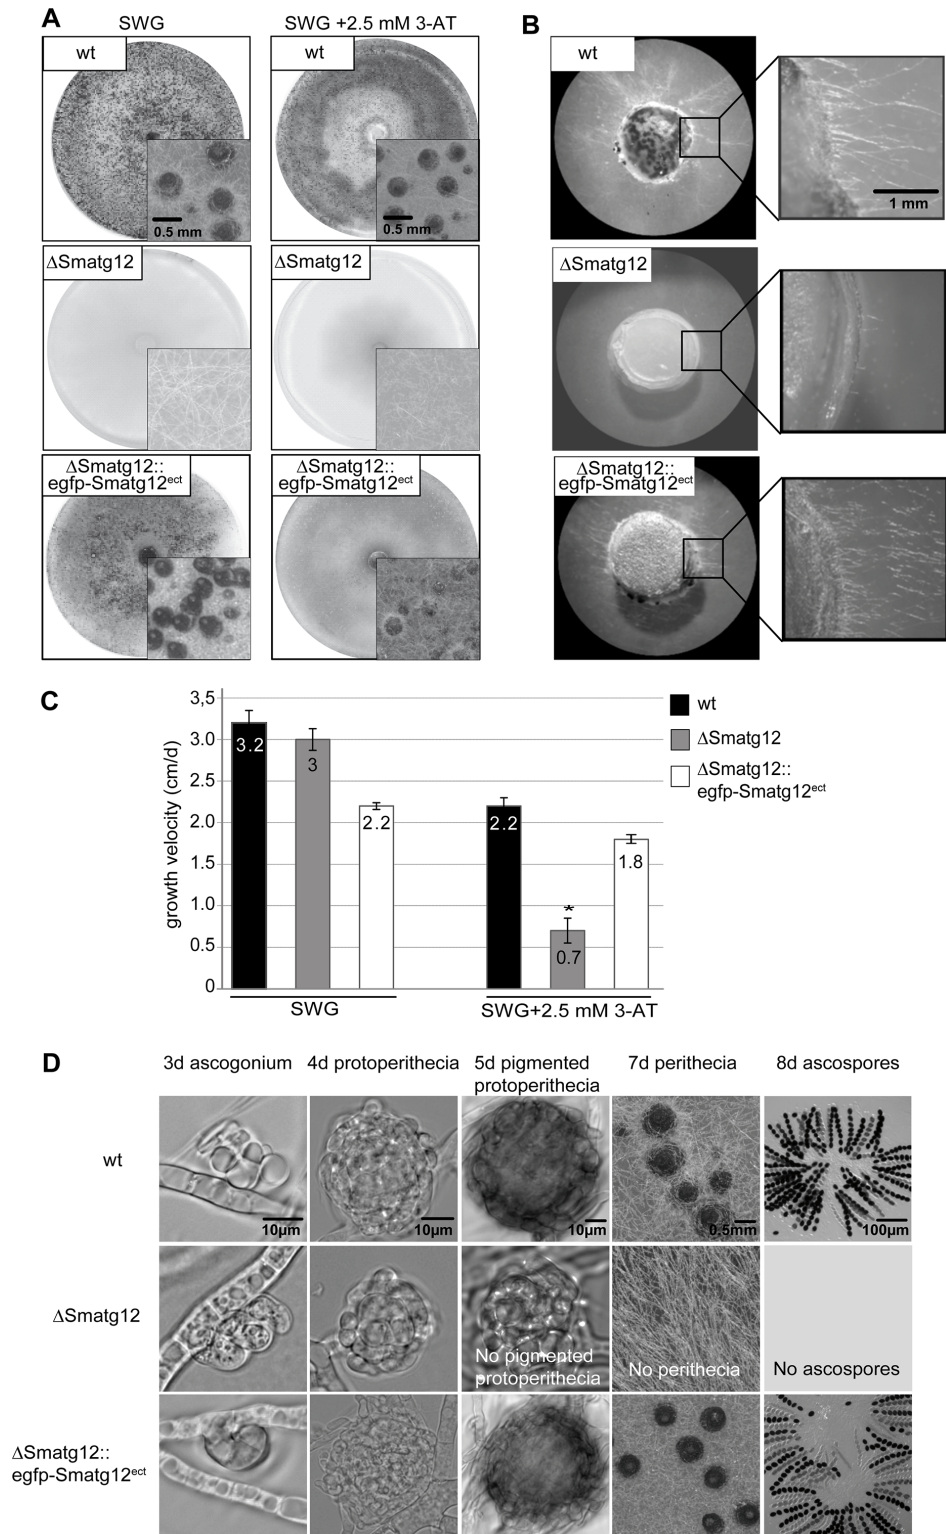 A
SWG
SWG +2.5 mM 3-AT
wt
wt
0.5 mm
0.5 mm
ΔSmatg12
ΔSmatg12
ΔSmatg12::
egfp-Smatg12ect
ΔSmatg12::
egfp-Smatg12ect
B
wt
1 mm
ΔSmatg12
ΔSmatg12::
egfp-Smatg12ect
C
growth velocity (cm/d)
3,5
3.0
2.5
2.0
1.5
1.0
0.5
0
3.2
3
2.2
2.2
*
0.7
1.8
SWG
SWG+2.5 mM 3-AT
wt
ΔSmatg12
ΔSmatg12::
egfp-Smatg12ect
D
3d ascogonium
4d protoperithecia
5d pigmented
protoperithecia
7d perithecia
8d ascospores
wt
10µm
10µm
10µm
0.5mm
100µm
ΔSmatg12
No pigmented
protoperithecia
No perithecia
No ascospores
ΔSmatg12::
egfp-Smatg12ect